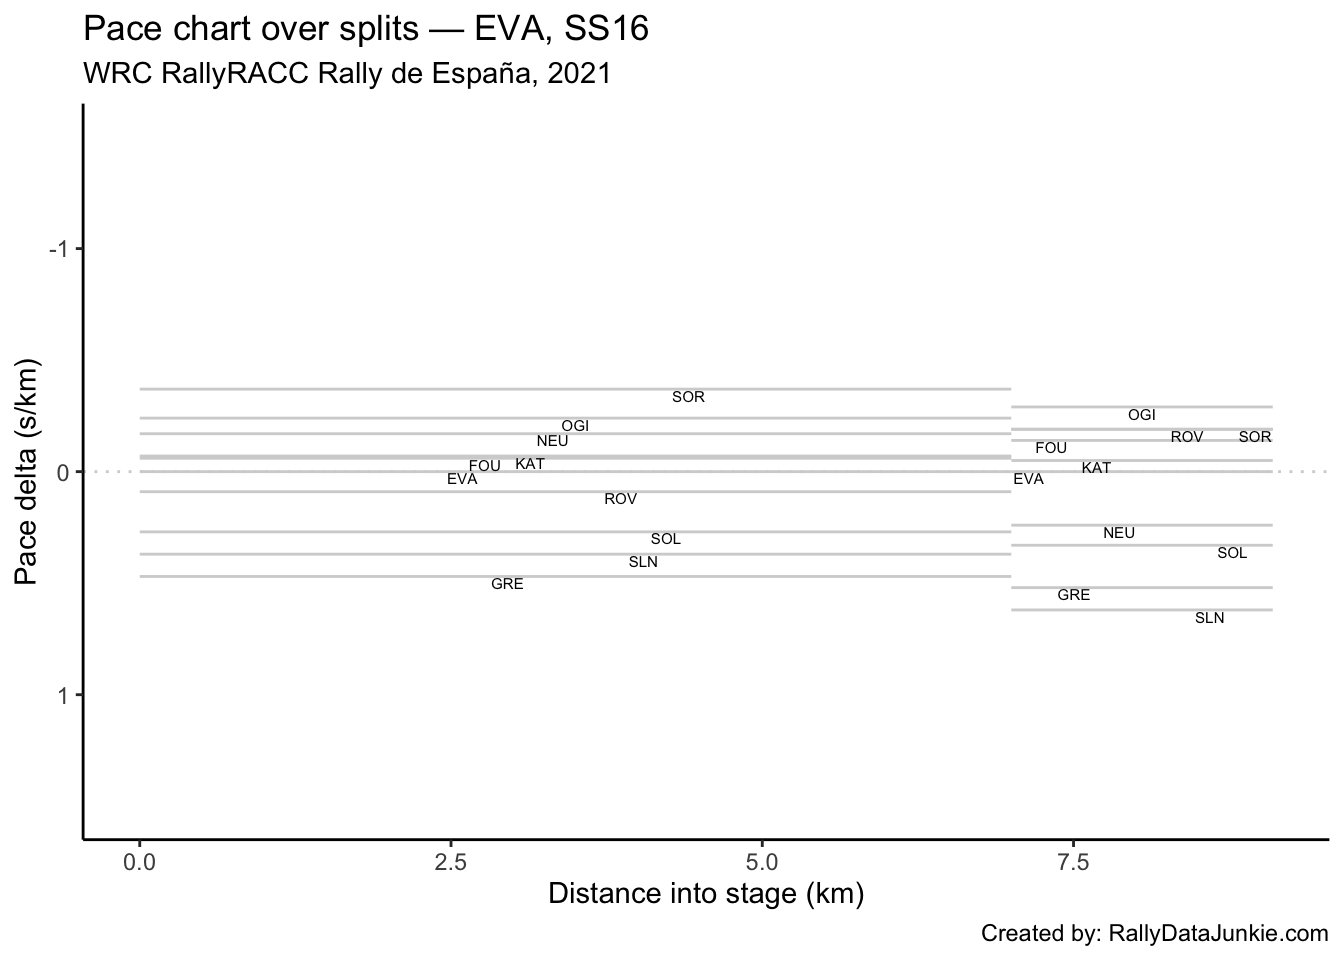 Pace chart over splits — EVA, SS16
WRC RallyRACC Rally de España, 2021
Pace delta (s/km)
-1
0
1
SOR
OGI
NEU
FOU KAT
EVA
ROV
SOL
SLN
GRE
OGI
ROV SOR
FOU
KAT
EVA
NEU
SOL
GRE
SLN
0.0 2.5 5.0 7.5
Distance into stage (km)
Created by: RallyDataJunkie.com